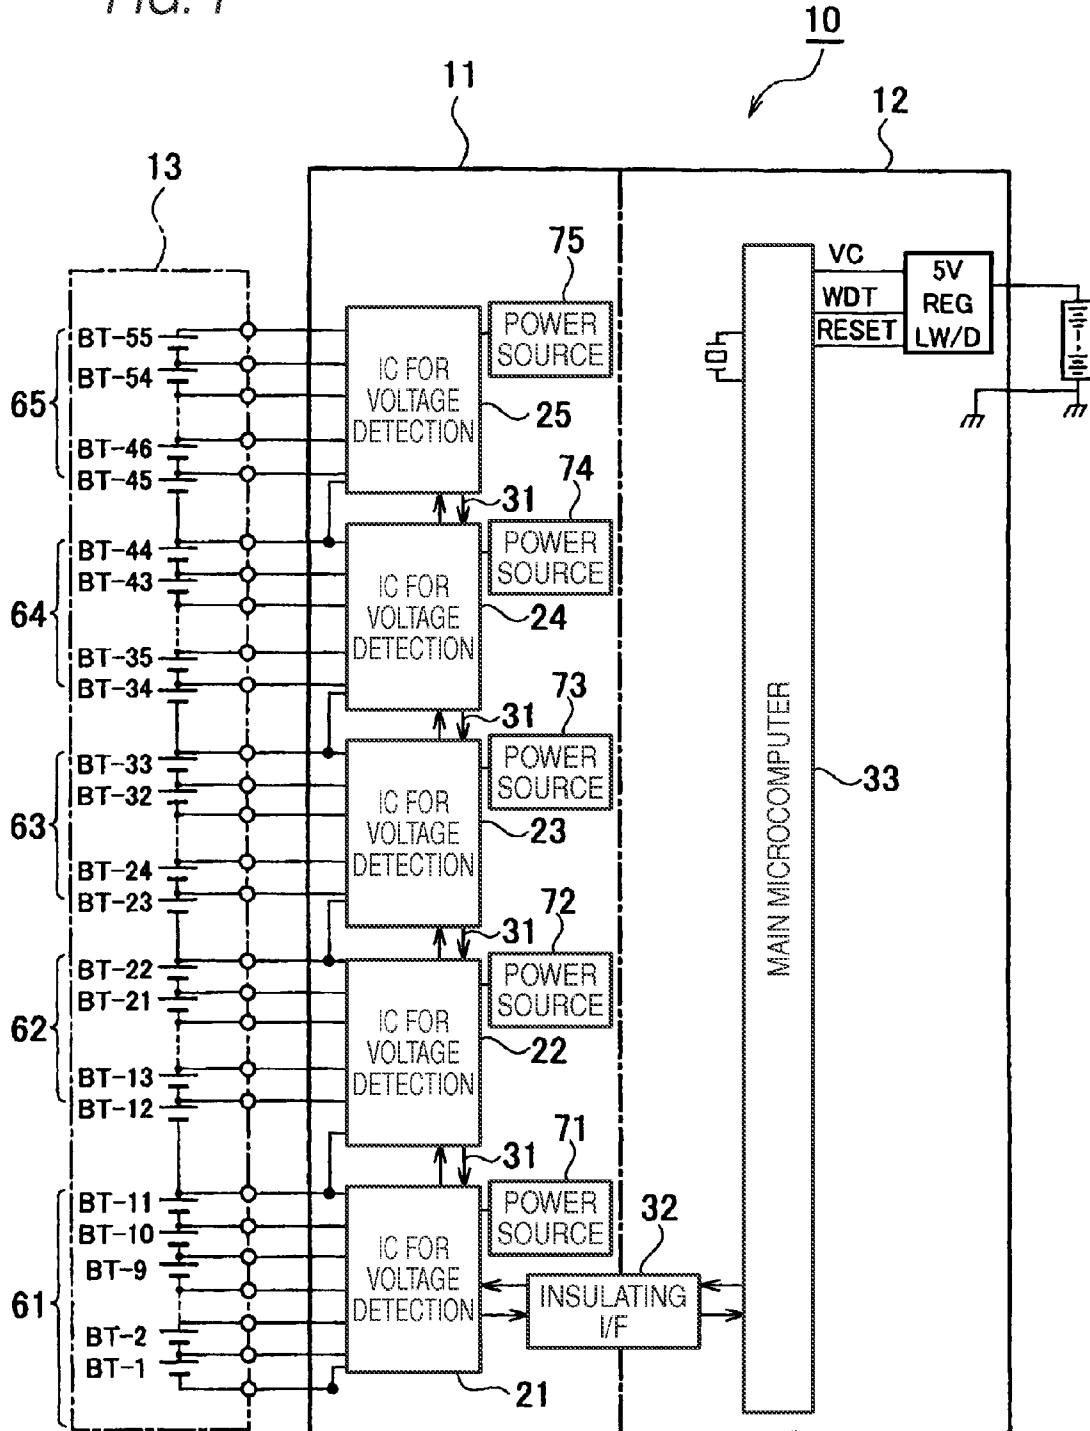 FIG. 1
10
11
12
13
75
VC
5V
REG
LW/D
WDT
RESET
POWER
SOURCE
IC FOR
VOLTAGE
DETECTION
25
65
BT-55
BT-54
BT-46
BT-45
31
74
POWER
SOURCE
IC FOR
VOLTAGE
DETECTION
24
64
BT-44
BT-43
BT-35
BT-34
31
73
POWER
SOURCE
IC FOR
VOLTAGE
DETECTION
23
63
BT-33
BT-32
BT-24
BT-23
MAIN MICROCOMPUTER
33
31
72
POWER
SOURCE
IC FOR
VOLTAGE
DETECTION
22
62
BT-22
BT-21
BT-13
BT-12
31
71
POWER
SOURCE
IC FOR
VOLTAGE
DETECTION
21
61
BT-11
BT-10
BT-9
BT-2
BT-1
32
INSULATING
I/F